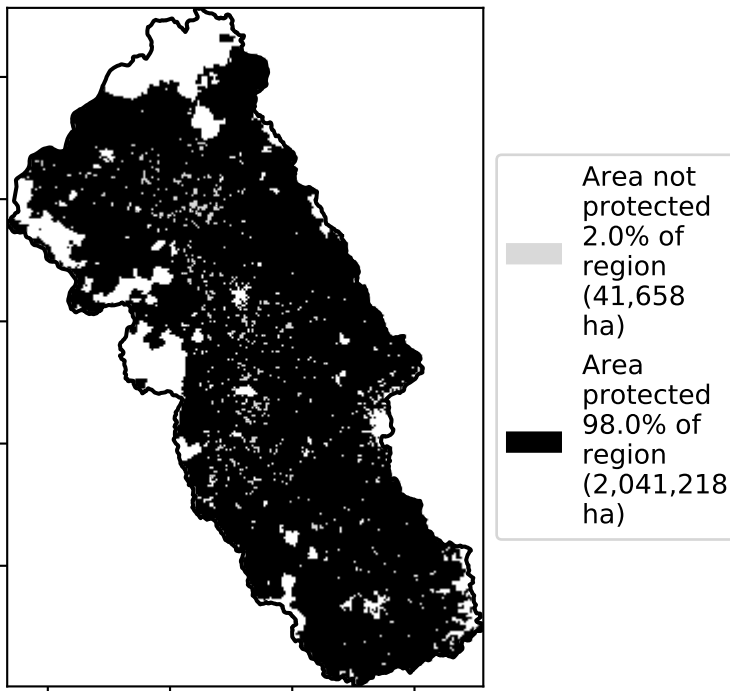 Area not
protected
2.0% of
region
(41,658
ha)
Area
protected
98.0% of
region
(2,041,218
ha)